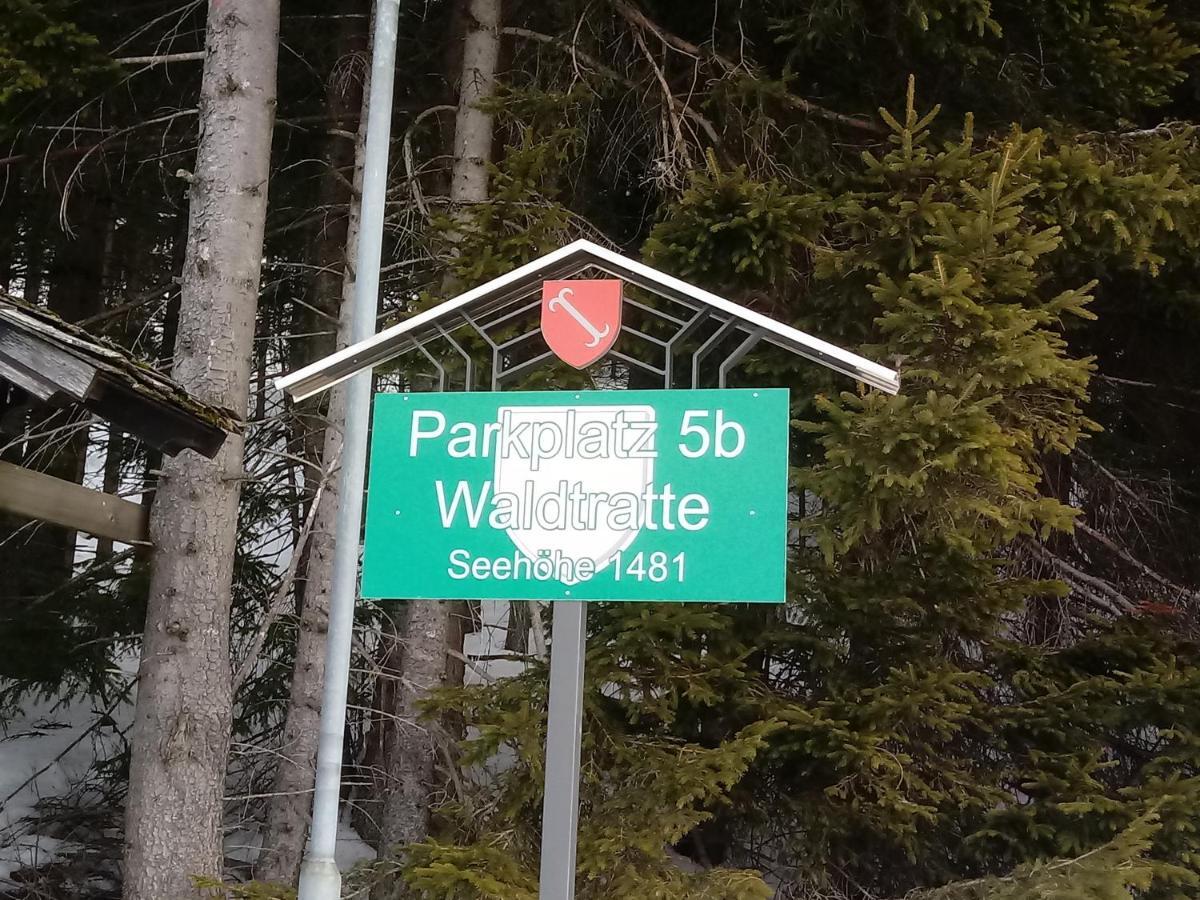 Parkplatz 5b
Waldtratte
Seehöhe 1481